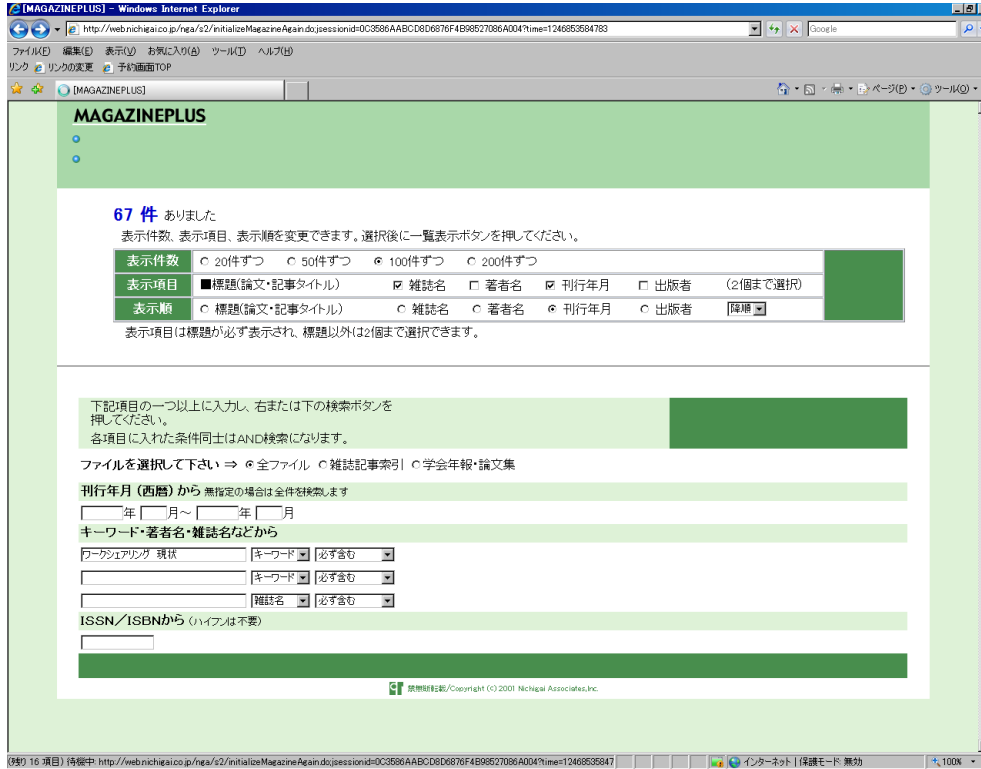 [MAGAZINEPLUS] - Windows Internet Explorer
http://web.nichigai.co.jp/nga/s2/initializeMagazineAgain.do;jsessionid=0C3586AABCD8D6876F4B98527086A004?time=1246853584783
Google
ファイル(F) 編集(E) 表示(V) お気に入り(A) ツール(T) ヘルプ(H)
リンク リンクの変更 予約画面TOP
[MAGAZINEPLUS] ページ(P) ツール(O)
MAGAZINEPLUS
67 件 ありました
表示件数、表示項目、表示順を変更できます。選択後に一覧表示ボタンを押してください。
表示件数 20件ずつ 50件ずつ 100件ずつ 200件ずつ
表示項目 ■標題(論文・記事タイトル) 雑誌名 著者名 刊行年月 出版者 (2個まで選択)
表示順 標題(論文・記事タイトル) 雑誌名 著者名 刊行年月 出版者 降順
表示項目は標題が必ず表示され、標題以外は2個まで選択できます。
下記項目の一つ以上に入力し、右または下の検索ボタンを
押してください。
各項目に入れた条件同士はAND検索になります。
ファイルを選択して下さい ⇒ 全ファイル 雑誌記事索引 学会年報・論文集
刊行年月 (西暦) から 無指定の場合は全件を検索します
年 月～ 年 月
キーワード・著者名・雑誌名などから
ワークシェアリング 現状 キーワード 必ず含む
キーワード 必ず含む
雑誌名 必ず含む
ISSN／ISBNから (ハイフンは不要)
禁無断転載/Copyright (C) 2001 Nichigai Associates,Inc.
(残り 16 項目) 待機中: http://web.nichigai.co.jp/nga/s2/initializeMagazineAgain.do;jsessionid=0C3586AABCD8D6876F4B98527086A004?time=12468535847 インターネット | 保護モード: 無効 100%